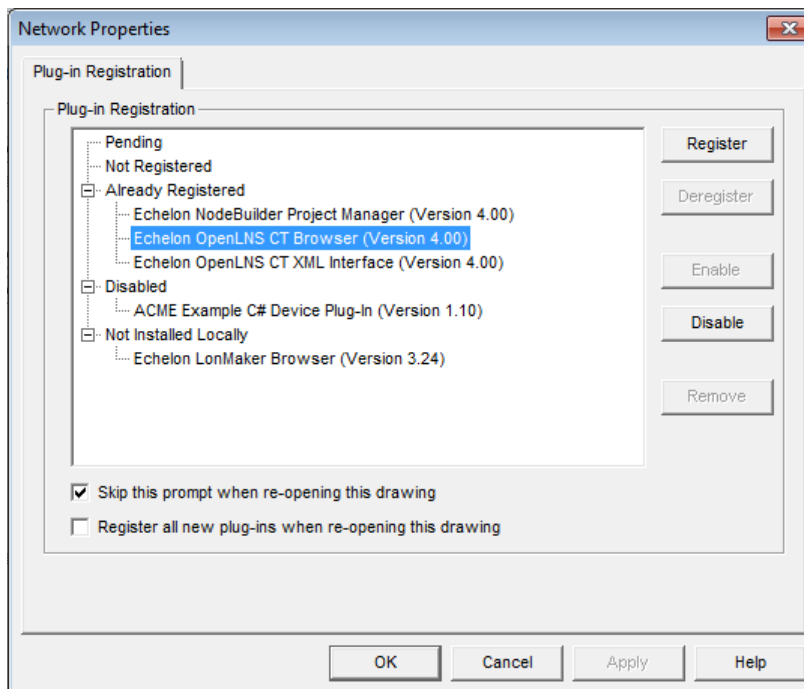 Network Properties
Plug-in Registration
Plug-in Registration
Pending
Not Registered
Already Registered
Echelon NodeBuilder Project Manager (Version 4.00)
Echelon OpenLNS CT Browser (Version 4.00)
Echelon OpenLNS CT XML Interface (Version 4.00)
Disabled
ACME Example C# Device Plug-In (Version 1.10)
Not Installed Locally
Echelon LonMaker Browser (Version 3.24)
Register
Deregister
Enable
Disable
Remove
Skip this prompt when re-opening this drawing
Register all new plug-ins when re-opening this drawing
OK
Cancel
Apply
Help